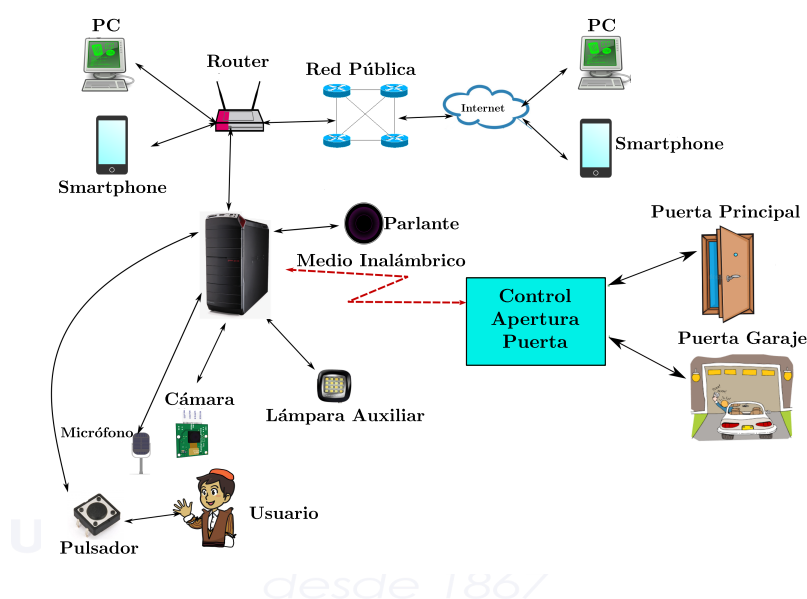 PC
PC
Router
Red Pública
Internet
Smartphone
Smartphone
Puerta Principal
Parlante
Medio Inalámbrico
Control
Apertura
Puerta
Puerta Garaje
Cámara
Lámpara Auxiliar
Micrófono
Usuario
U
Pulsador
desde 1867